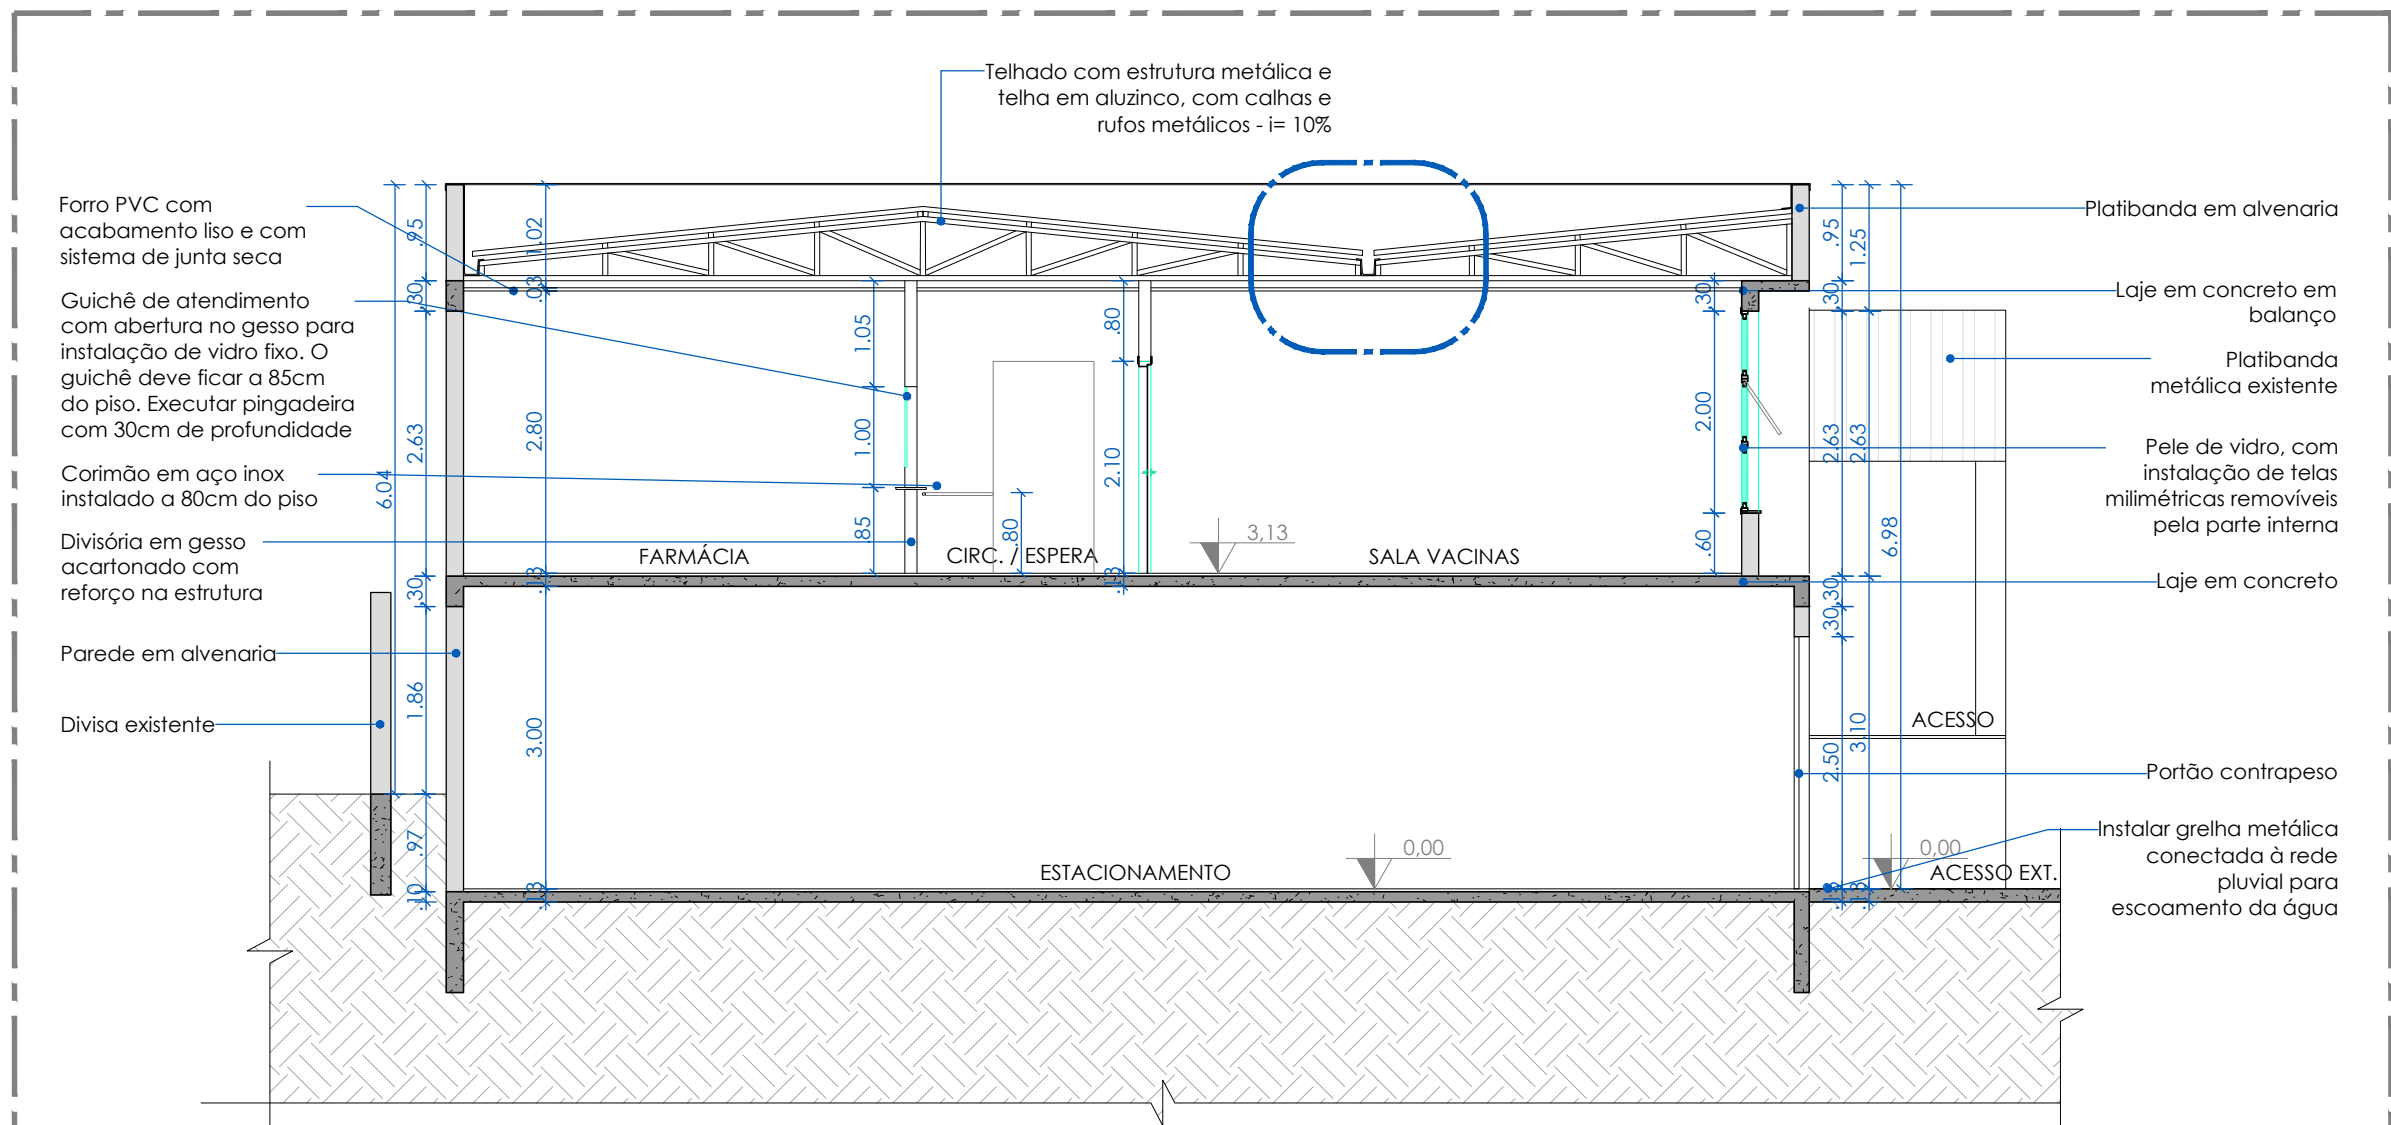 Telhado com estrutura metálica e
telha em aluzinco, com calhas e
rufos metálicos - i= 10%
Forro PVC com
acabamento liso e com
sistema de junta seca
Guichê de atendimento
com abertura no gesso para
instalação de vidro fixo. O
guichê deve ficar a 85cm
do piso. Executar pingadeira
com 30cm de profundidade
Corimão em aço inox
instalado a 80cm do piso
Divisória em gesso
acartonado com
reforço na estrutura
Parede em alvenaria
Divisa existente
6.04
.95
.30
2.63
.30
1.86
.97
.10
1.02
.03
2.80
.13
3.00
.13
1.05
1.00
.85
.80
.80
2.10
.13
FARMÁCIA
CIRC. / ESPERA
SALA VACINAS
3,13
ESTACIONAMENTO
0,00
.30
2.00
.60
.95
.30
2.63
.30
.30
2.50
.13
1.25
2.63
3.10
.13
6.98
ACESSO
0,00
ACESSO EXT.
Platibanda em alvenaria
Laje em concreto em
balanço
Platibanda
metálica existente
Pele de vidro, com
instalação de telas
milimétricas removíveis
pela parte interna
Laje em concreto
Portão contrapeso
Instalar grelha metálica
conectada à rede
pluvial para
escoamento da água